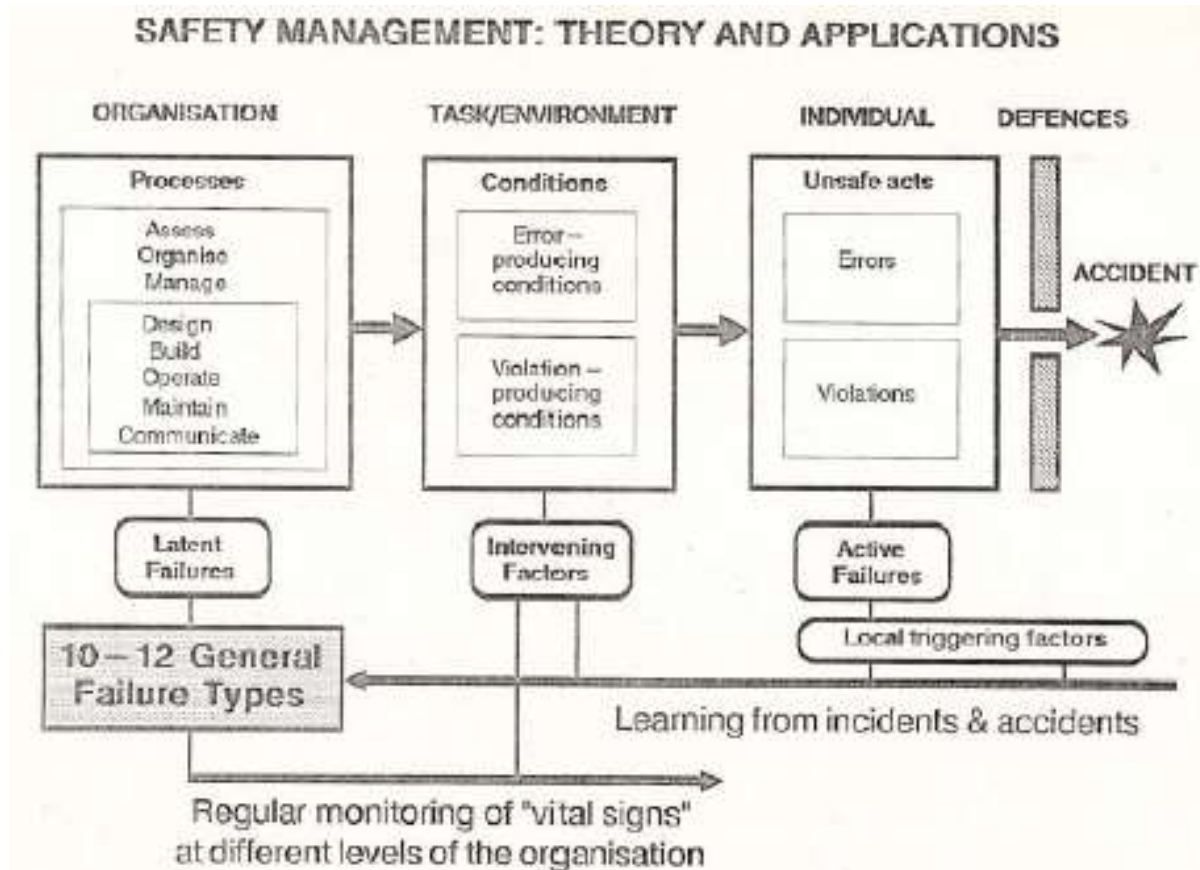 SAFETY MANAGEMENT: THEORY AND APPLICATIONS
ORGANISATION
TASK/ENVIRONMENT
INDIVIDUAL
DEFENCES
Processes
Assess
Organise
Manage
Design
Build
Operate
Maintain
Communicate
Conditions
Error –
producing
conditions
Violation –
producing
conditions
Unsafe acts
Errors
Violations
ACCIDENT
Latent
Failures
Intervening
Factors
Active
Failures
Local triggering factors
10–12 General
Failure Types
Learning from incidents & accidents
Regular monitoring of "vital signs"
at different levels of the organisation